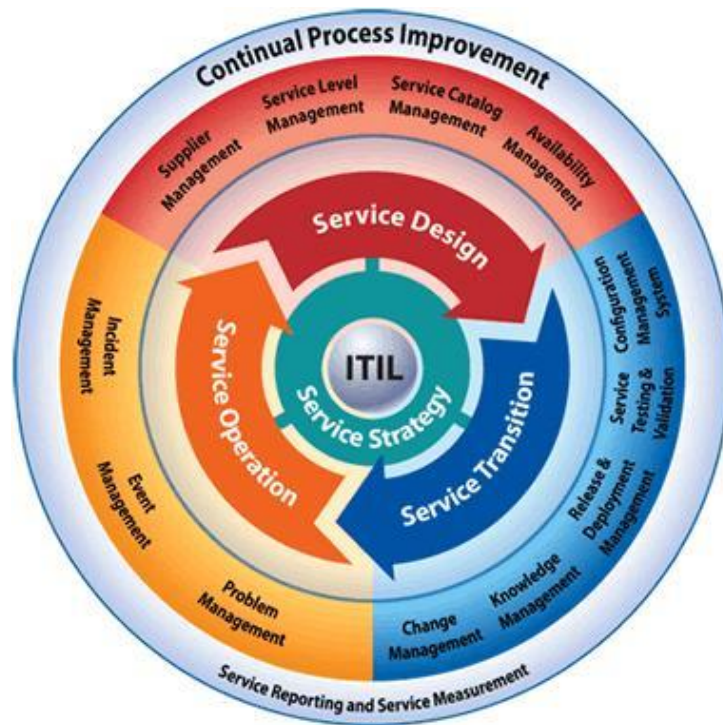 Continual Process Improvement
Supplier
Management
Service Level
Management
Service Catalog
Management
Availability
Management
Configuration
Management
System
Service
Testing &
Validation
Release &
Deployment
Management
Knowledge
Management
Change
Management
Problem
Management
Event
Management
Incident
Management
Service Design
Service Transition
Service Operation
ITIL
Service Strategy
Service Reporting and Service Measurement